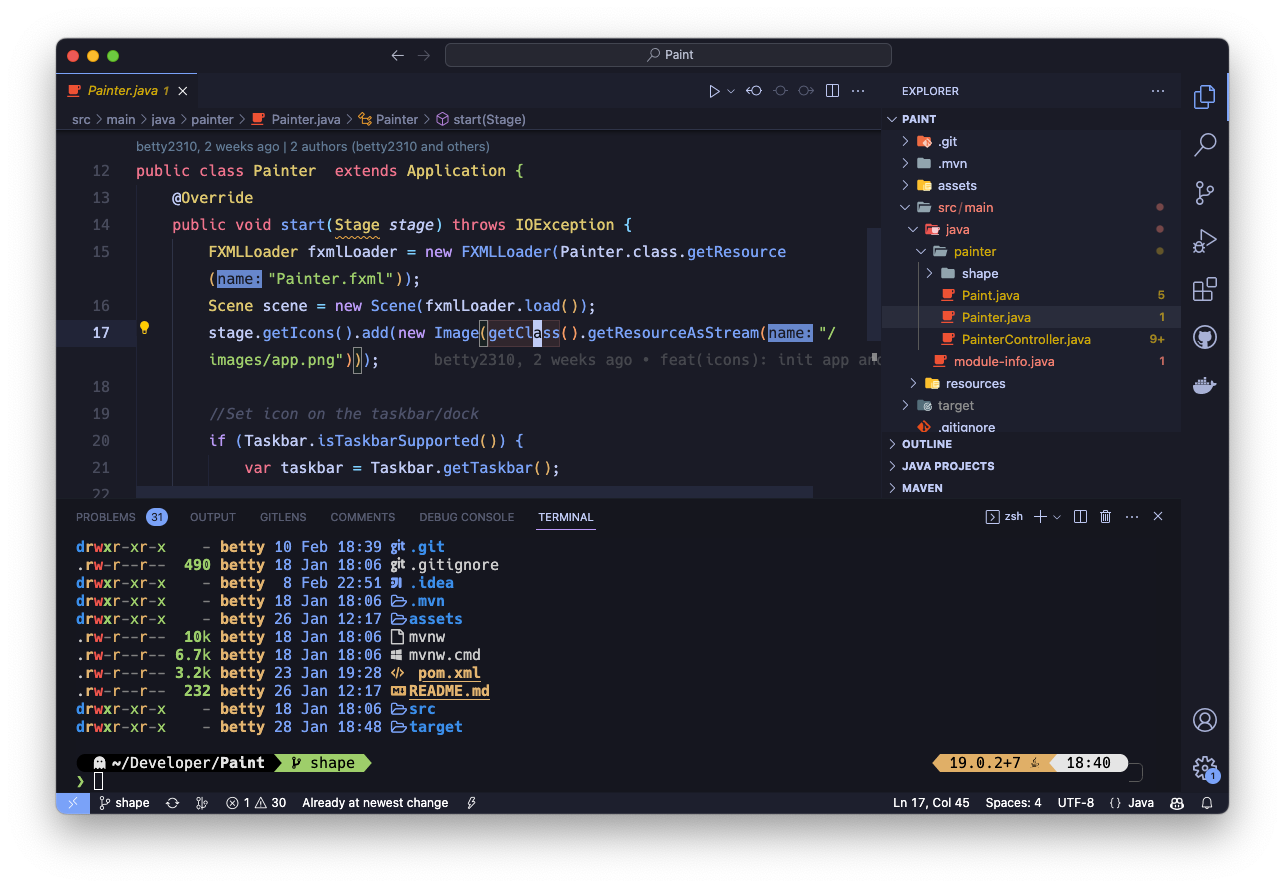 Paint
Painter.java 1
src > main > java > painter > Painter.java > Painter > start(Stage)
betty2310, 2 weeks ago | 2 authors (betty2310 and others)
12 public class Painter  extends Application {
13 @Override
14 public void start(Stage stage) throws IOException {
15 FXMLLoader fxmlLoader = new FXMLLoader(Painter.class.getResource
(name: "Painter.fxml"));
16 Scene scene = new Scene(fxmlLoader.load());
17 stage.getIcons().add(new Image(getClass().getResourceAsStream(name: "/
images/app.png"))); betty2310, 2 weeks ago • feat(icons): init app and
18
19 //Set icon on the taskbar/dock
20 if (Taskbar.isTaskbarSupported()) {
21 var taskbar = Taskbar.getTaskbar();
22
EXPLORER
PAINT
.git
.mvn
assets
src/main
java
painter
shape
Paint.java 5
Painter.java 1
PainterController.java 9+
module-info.java 1
resources
target
.gitignore
OUTLINE
JAVA PROJECTS
MAVEN
PROBLEMS 31 OUTPUT GITLENS COMMENTS DEBUG CONSOLE TERMINAL zsh
drwxr-xr-x - betty 10 Feb 18:39 git .git
.rw-r--r-- 490 betty 18 Jan 18:06 git .gitignore
drwxr-xr-x - betty 8 Feb 22:51 .idea
drwxr-xr-x - betty 18 Jan 18:06 .mvn
drwxr-xr-x - betty 26 Jan 12:17 assets
.rw-r--r-- 10k betty 18 Jan 18:06 mvnw
.rw-r--r-- 6.7k betty 18 Jan 18:06 mvnw.cmd
.rw-r--r-- 3.2k betty 23 Jan 19:28 </> pom.xml
.rw-r--r-- 232 betty 26 Jan 12:17 README.md
drwxr-xr-x - betty 18 Jan 18:06 src
drwxr-xr-x - betty 28 Jan 18:48 target
~/Developer/Paint shape 19.0.2+7 18:40
❯
shape 1 30 Already at newest change Ln 17, Col 45 Spaces: 4 UTF-8 {} Java
1